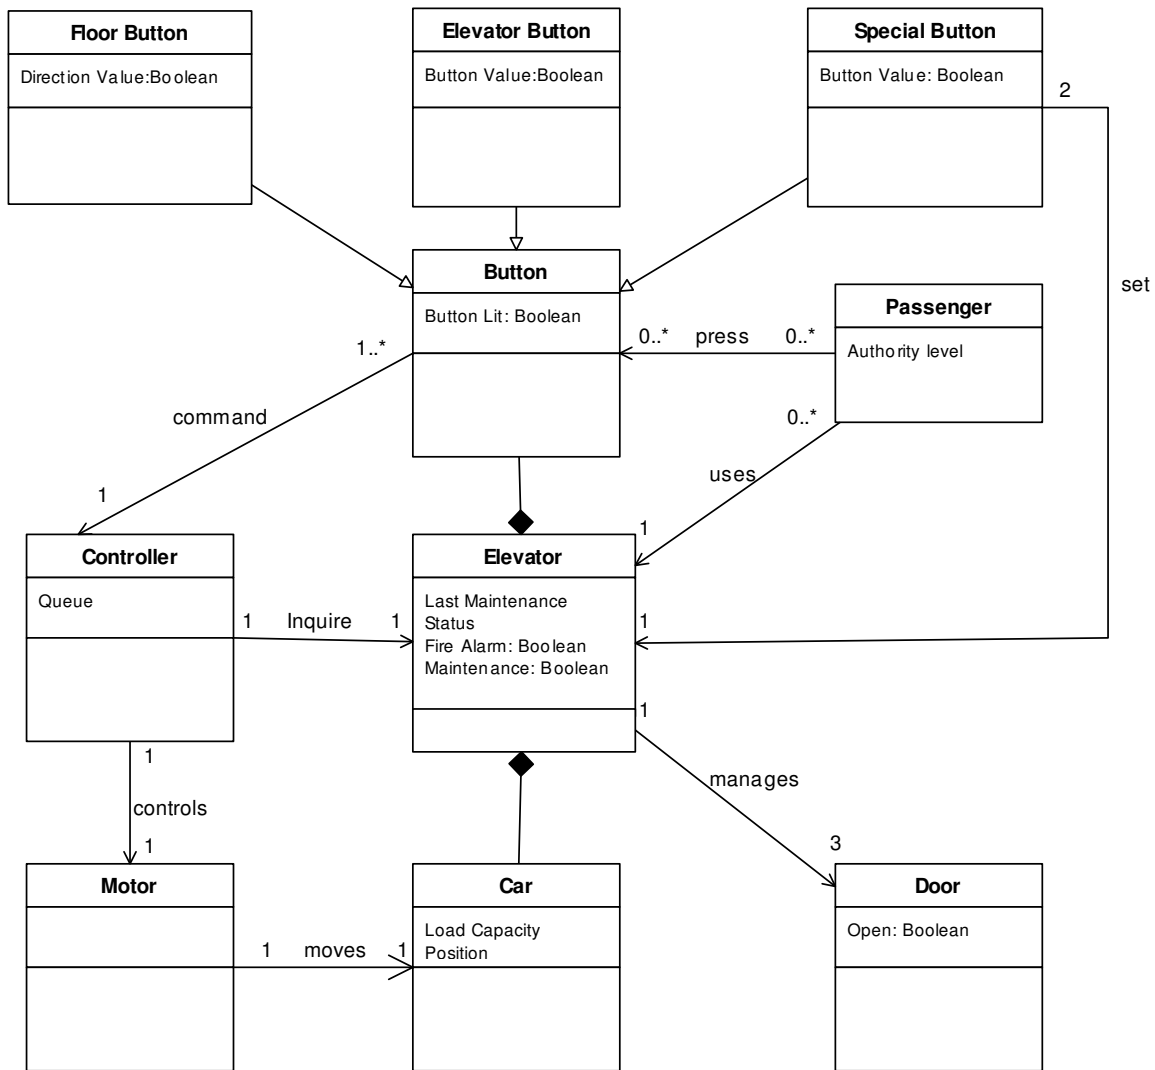 Floor Button
Direction Value:Boolean
Elevator Button
Button Value:Boolean
Special Button
Button Value: Boolean
2
set
Button
Button Lit: Boolean
Passenger
Authority level
0..* press 0..*
1..*
command
1
0..*
uses
1
Controller
Queue
Elevator
Last Maintenance
Status
Fire Alarm: Boolean
Maintenance: Boolean
1 Inquire 1
1
1
manages
3
1
controls
1
Motor
Car
Load Capacity
Position
1 moves 1
Door
Open: Boolean